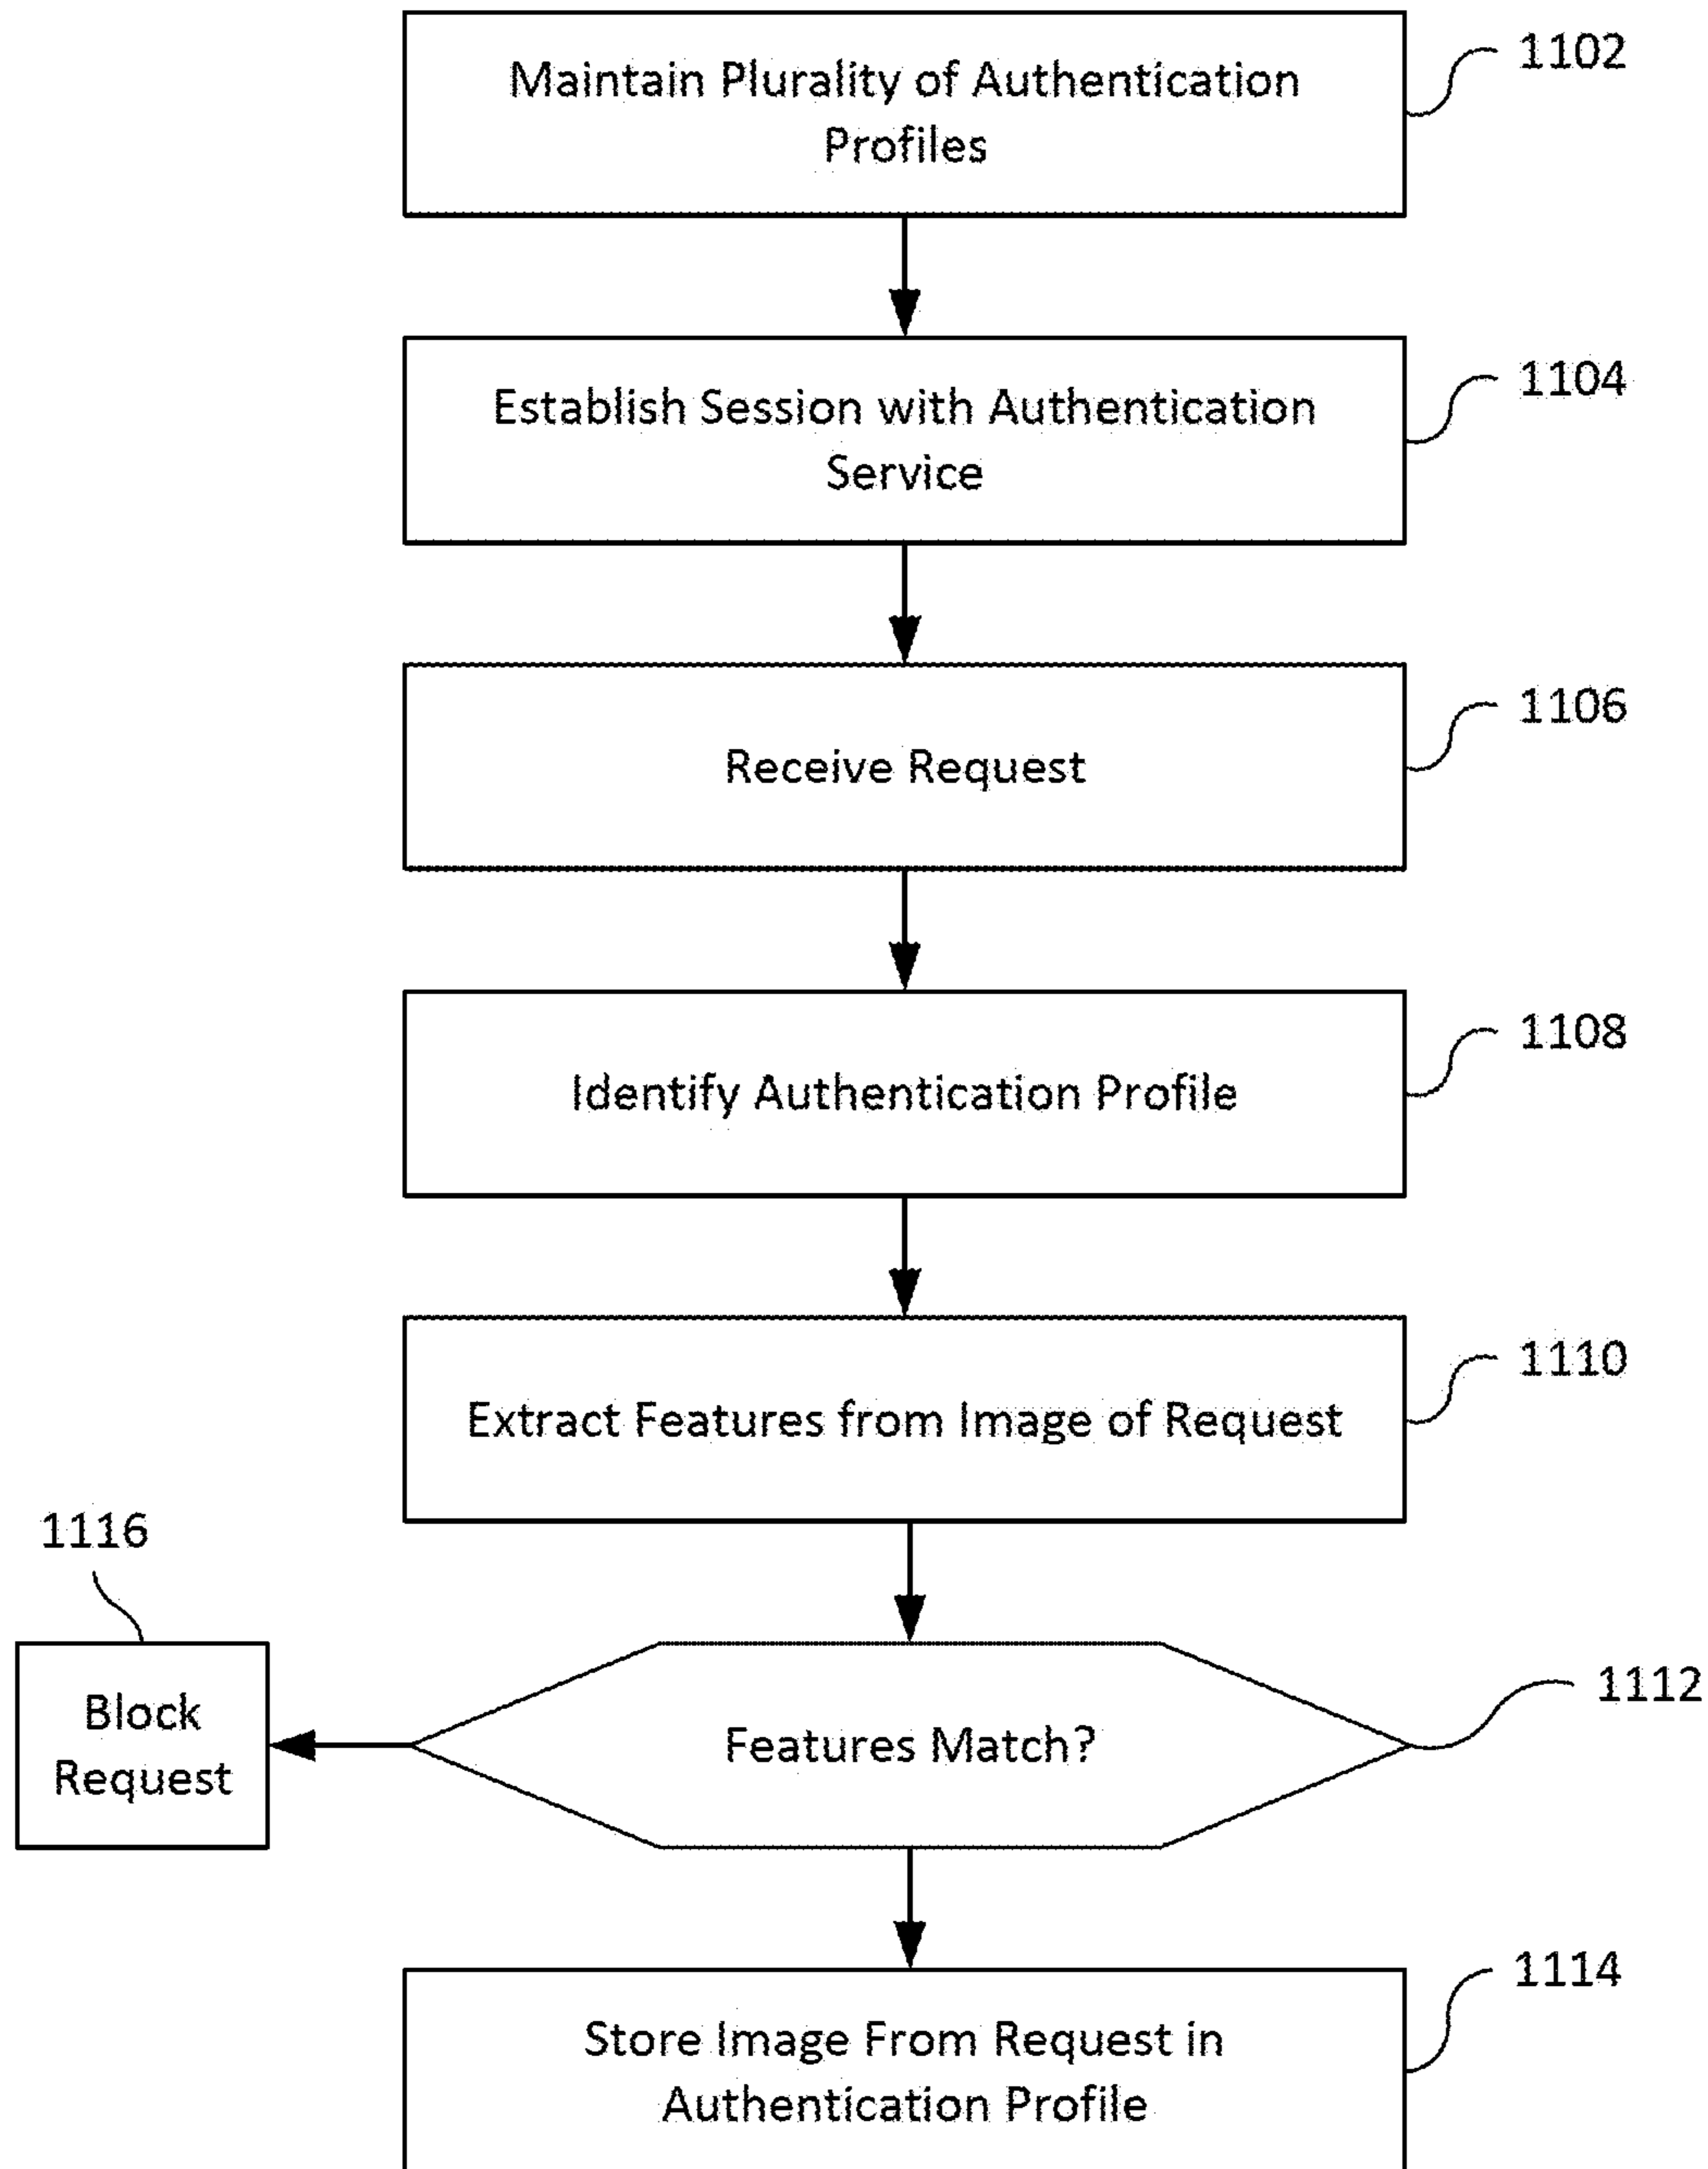 Maintain Plurality of Authentication
Profiles
1102
Establish Session with Authentication
Service
1104
Receive Request
1106
Identify Authentication Profile
1108
Extract Features from Image of Request
1110
1116
Block
Request
Features Match?
1112
Store Image From Request in
Authentication Profile
1114